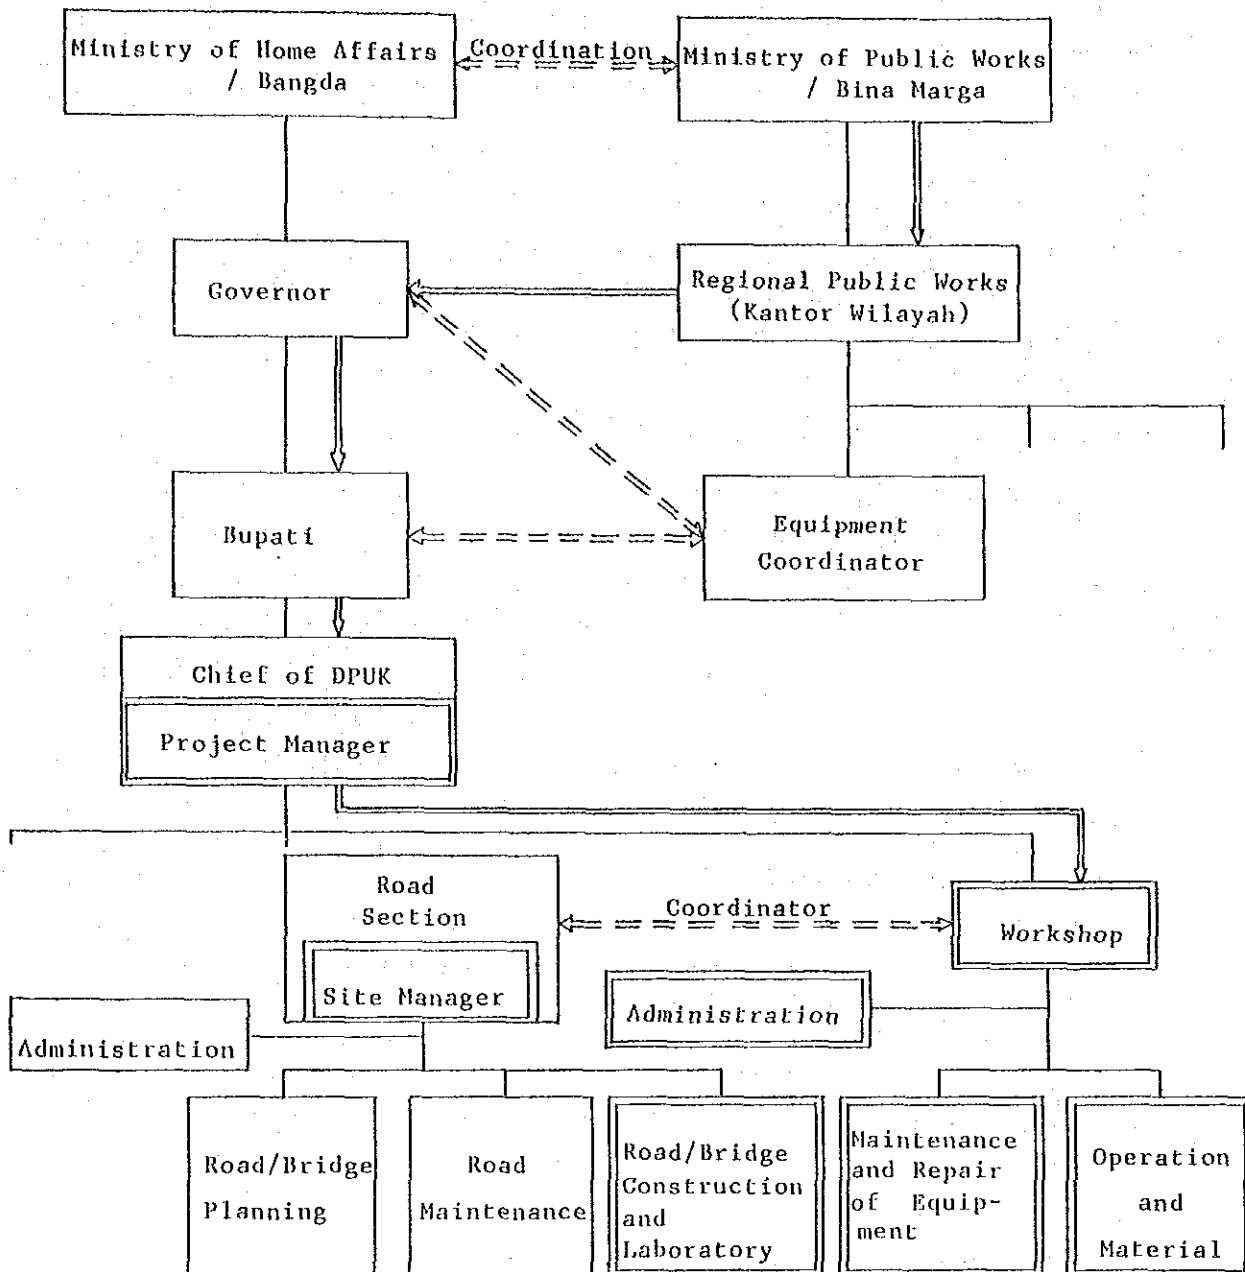 Ministry of Home Affairs
/ Bangda
Coordination
Ministry of Public Works
/ Bina Marga
Governor
Regional Public Works
(Kantor Wilayah)
Bupati
Equipment
Coordinator
Chief of DPUK
Project Manager
Road
Section
Site Manager
Coordinator
Workshop
Administration
Administration
Road/Bridge
Planning
Road
Maintenance
Road/Bridge
Construction
and
Laboratory
Maintenance
and Repair
of Equip-
ment
Operation
and
Material